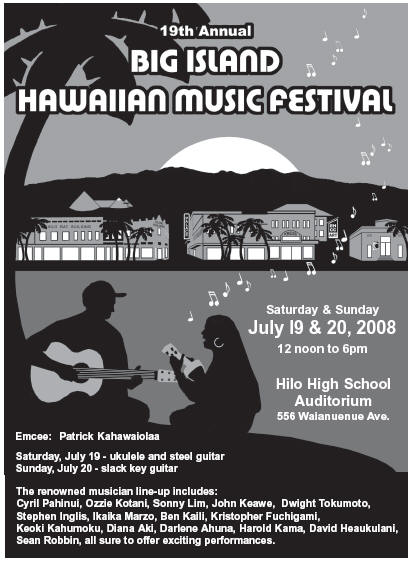 19th Annual
BIG ISLAND
HAWAIIAN MUSIC FESTIVAL
Saturday & Sunday
July 19 & 20, 2008
12 noon to 6pm
Hilo High School
Auditorium
556 Waianuenue Ave.
Emcee: Patrick Kahawaiolaa
Saturday, July 19 - ukulele and steel guitar
Sunday, July 20 - slack key guitar
The renowned musician line-up includes:
Cyril Pahinui, Ozzie Kotani, Sonny Lim, John Keawe, Dwight Tokumoto,
Stephen Inglis, Ikaika Marzo, Ben Kaili, Kristopher Fuchigami,
Keoki Kahumoku, Diana Aki, Darlene Ahuna, Harold Kama, David Heaukulani,
Sean Robbin, all sure to offer exciting performances.